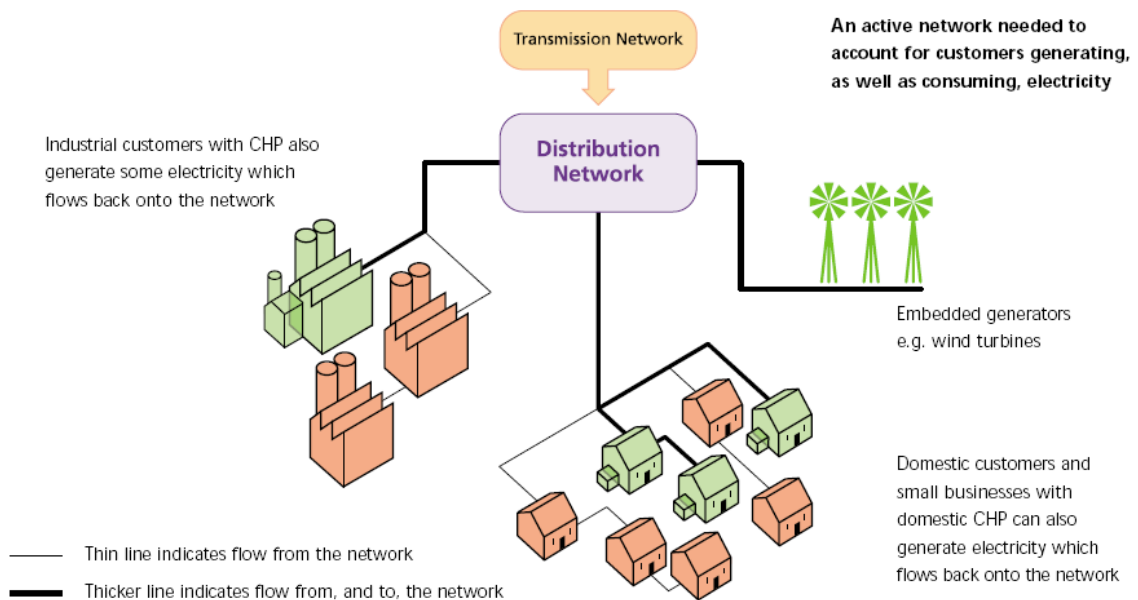 Transmission Network
An active network needed to
account for customers generating,
as well as consuming, electricity
Distribution
Network
Industrial customers with CHP also
generate some electricity which
flows back onto the network
Embedded generators
e.g. wind turbines
Domestic customers and
small businesses with
domestic CHP can also
generate electricity which
flows back onto the network
Thin line indicates flow from the network
Thicker line indicates flow from, and to, the network